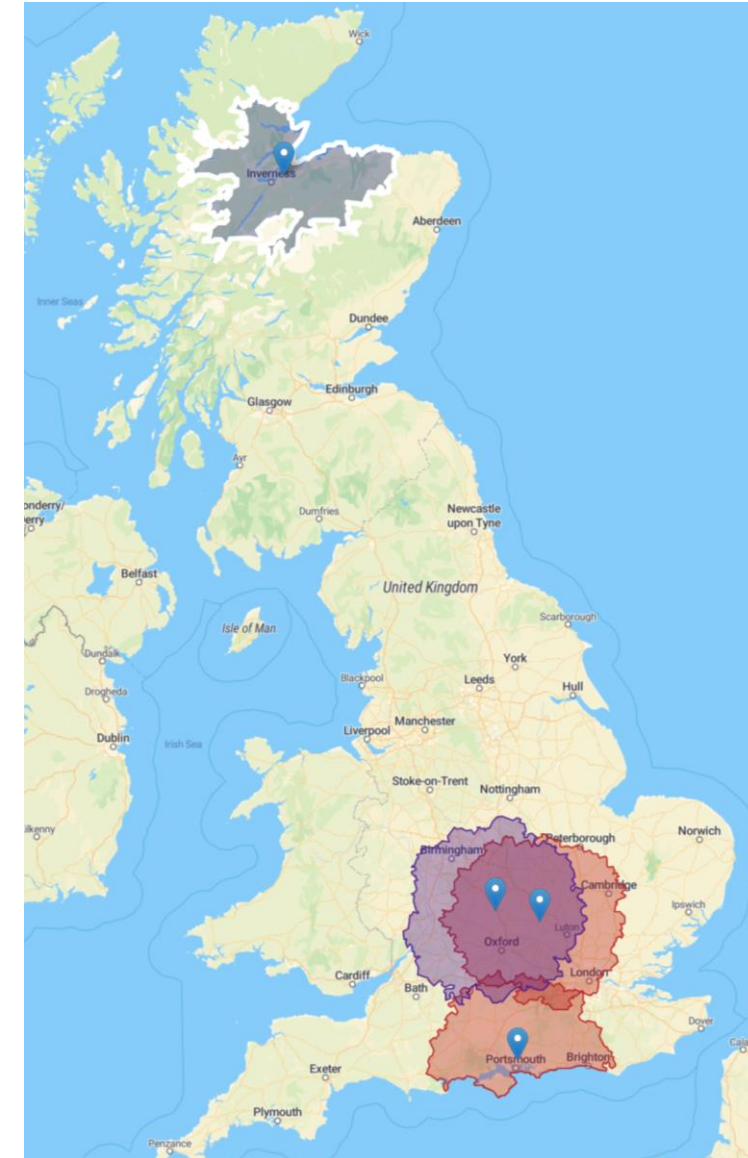 Wick
Inverness
Aberdeen
Inner Seas
Dundee
Edinburgh
Glasgow
Ayr
onderry/
erry
Dumfries
Newcastle
upon Tyne
Belfast
United Kingdom
Isle of Man
Scarborough
Dundalk
York
Blackpool
Leeds
Drogheda
Hull
Manchester
Dublin
Liverpool
Irish Sea
Stoke-on-Trent
Nottingham
ilkenny
Norwich
Peterborough
Birmingham
Cambridge
Ipswich
Luton
Oxford
Cardiff
London
Bath
Dover
Cala
Portsmouth
Brighton
Exeter
Plymouth
Penzance